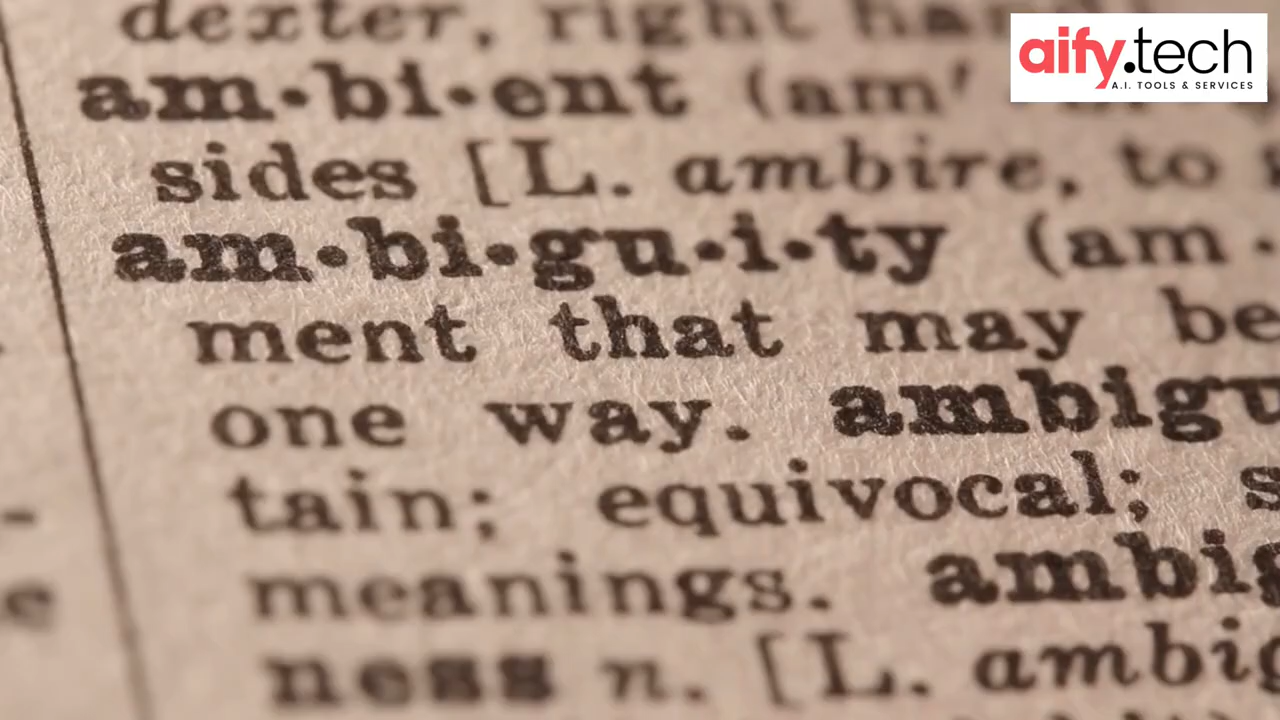 dexter, right hand
am•bi•ent (am'
sides [L. ambire, to
am•bi•gu•i•ty (am
ment that may be
one way. ambigu
tain; equivocal; s
meanings. ambig
ness n. [L. ambig
aify.tech
A.I. TOOLS & SERVICES